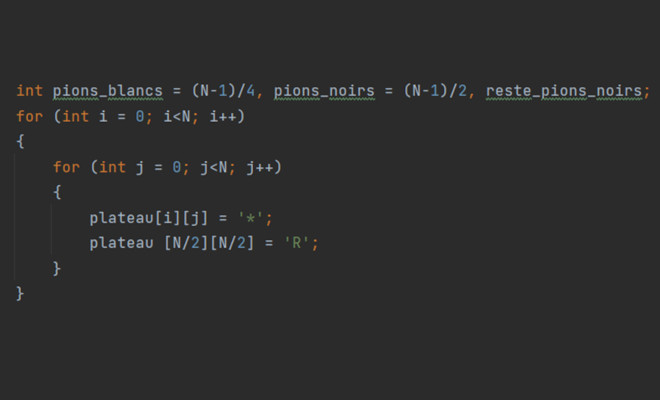 int pions_blancs = (N-1)/4, pions_noirs = (N-1)/2, reste_pions_noirs;
for (int i = 0; i<N; i++)
{
    for (int j = 0; j<N; j++)
    {
        plateau[i][j] = '*';
        plateau [N/2][N/2] = 'R';
    }
}